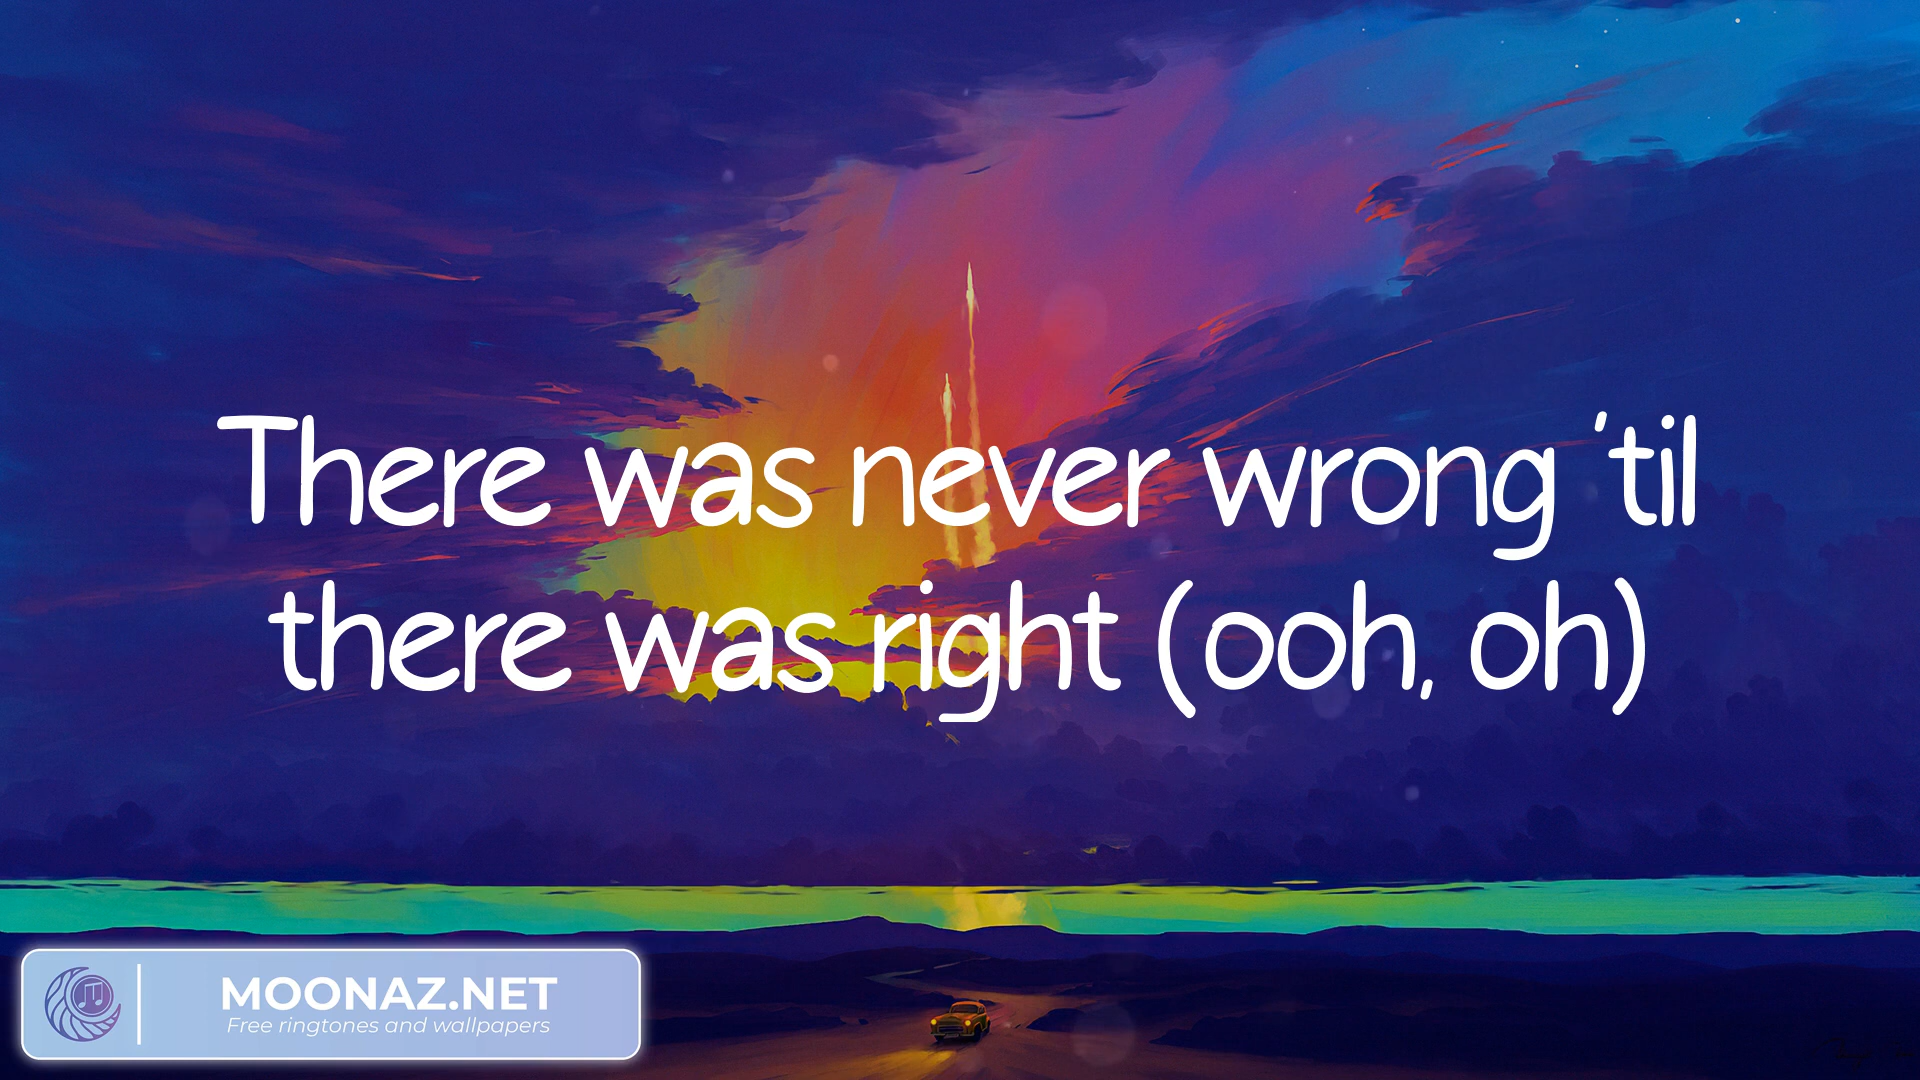 There was never wrong 'til
there was right (ooh, oh)
MOONAZ.NET
Free ringtones and wallpapers